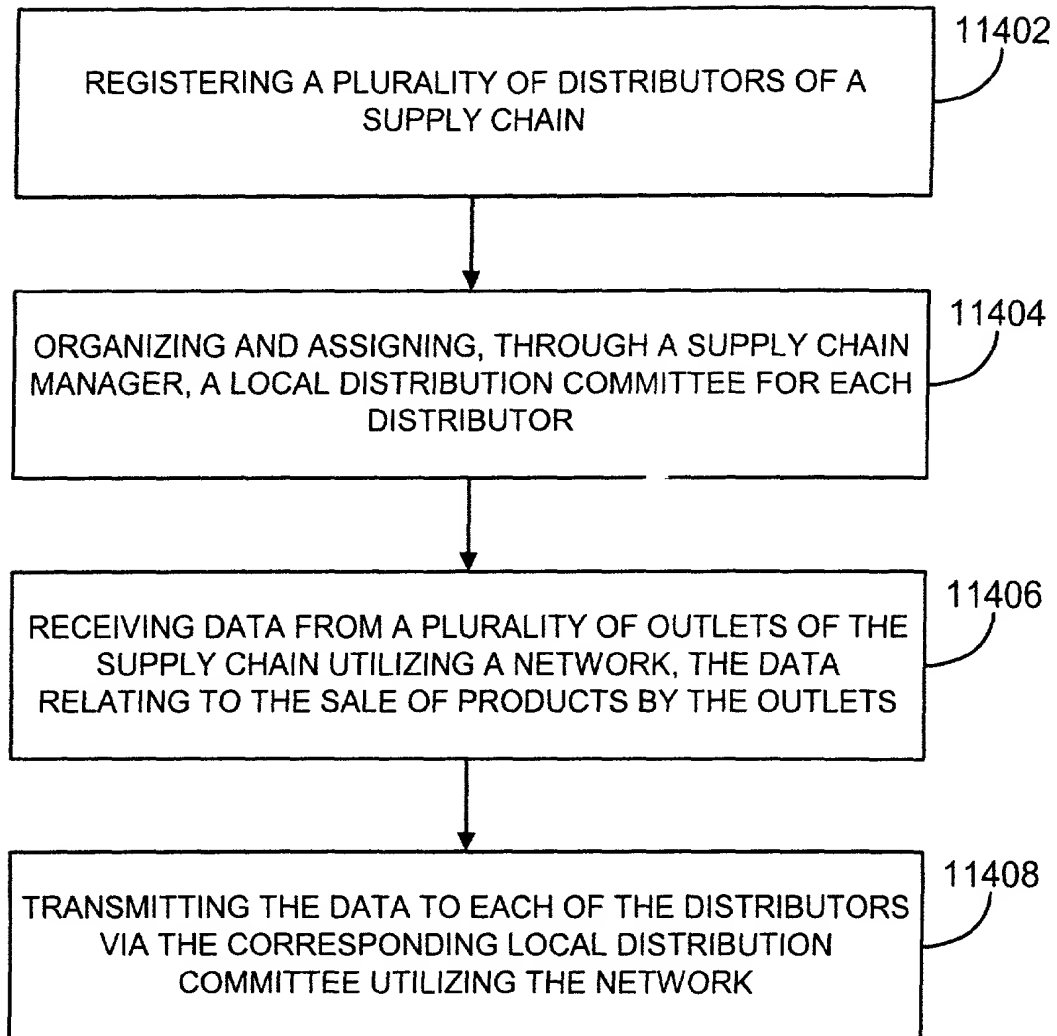 11402
REGISTERING A PLURALITY OF DISTRIBUTORS OF A
SUPPLY CHAIN
11404
ORGANIZING AND ASSIGNING, THROUGH A SUPPLY CHAIN
MANAGER, A LOCAL DISTRIBUTION COMMITTEE FOR EACH
DISTRIBUTOR
11406
RECEIVING DATA FROM A PLURALITY OF OUTLETS OF THE
SUPPLY CHAIN UTILIZING A NETWORK, THE DATA
RELATING TO THE SALE OF PRODUCTS BY THE OUTLETS
11408
TRANSMITTING THE DATA TO EACH OF THE DISTRIBUTORS
VIA THE CORRESPONDING LOCAL DISTRIBUTION
COMMITTEE UTILIZING THE NETWORK